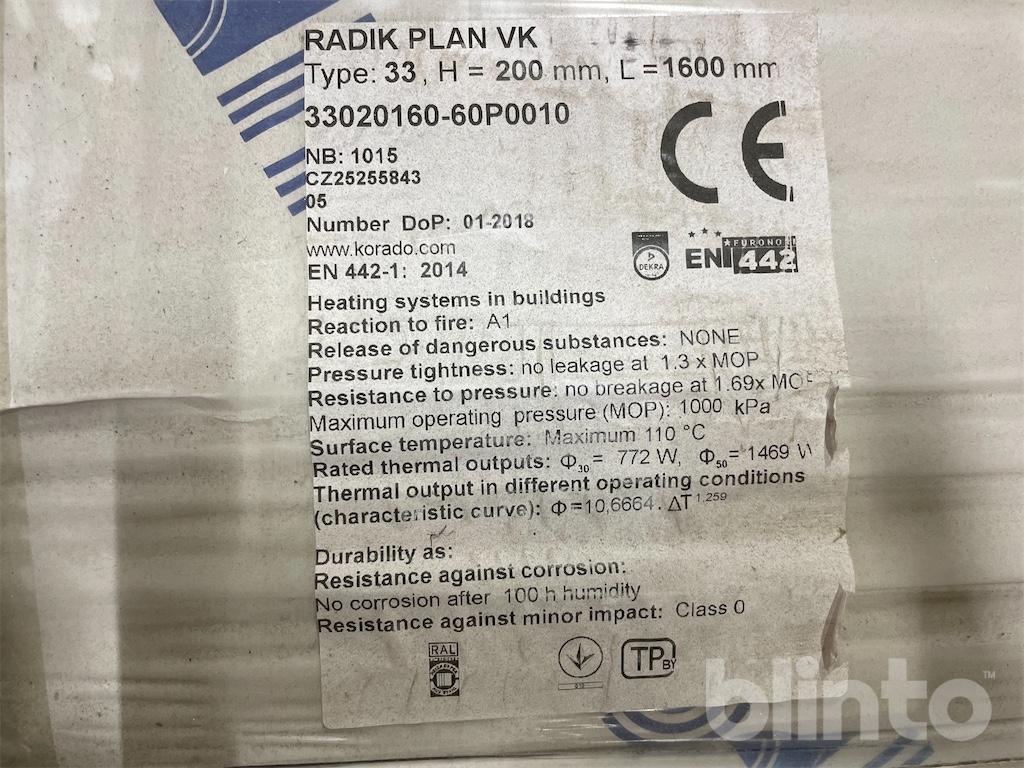 RADIK PLAN VK
Type: 33, H = 200 mm, L = 1600 mm
33020160-60P0010
NB: 1015
CZ25255843
05
Number DoP: 01-2018
www.korado.com
EN 442-1: 2014
DEKRA
EN 442
Heating systems in buildings
Reaction to fire: A1
Release of dangerous substances: NONE
Pressure tightness: no leakage at 1.3 x MOP
Resistance to pressure: no breakage at 1.69x MOP
Maximum operating pressure (MOP): 1000 kPa
Surface temperature: Maximum 110 °C
Rated thermal outputs: Φ30 = 772 W, Φ50 = 1469 W
Thermal output in different operating conditions
(characteristic curve): Φ=10,6664 . ΔT1,259
Durability as:
Resistance against corrosion:
No corrosion after 100 h humidity
Resistance against minor impact: Class 0
RAL
TP BY
blinto™